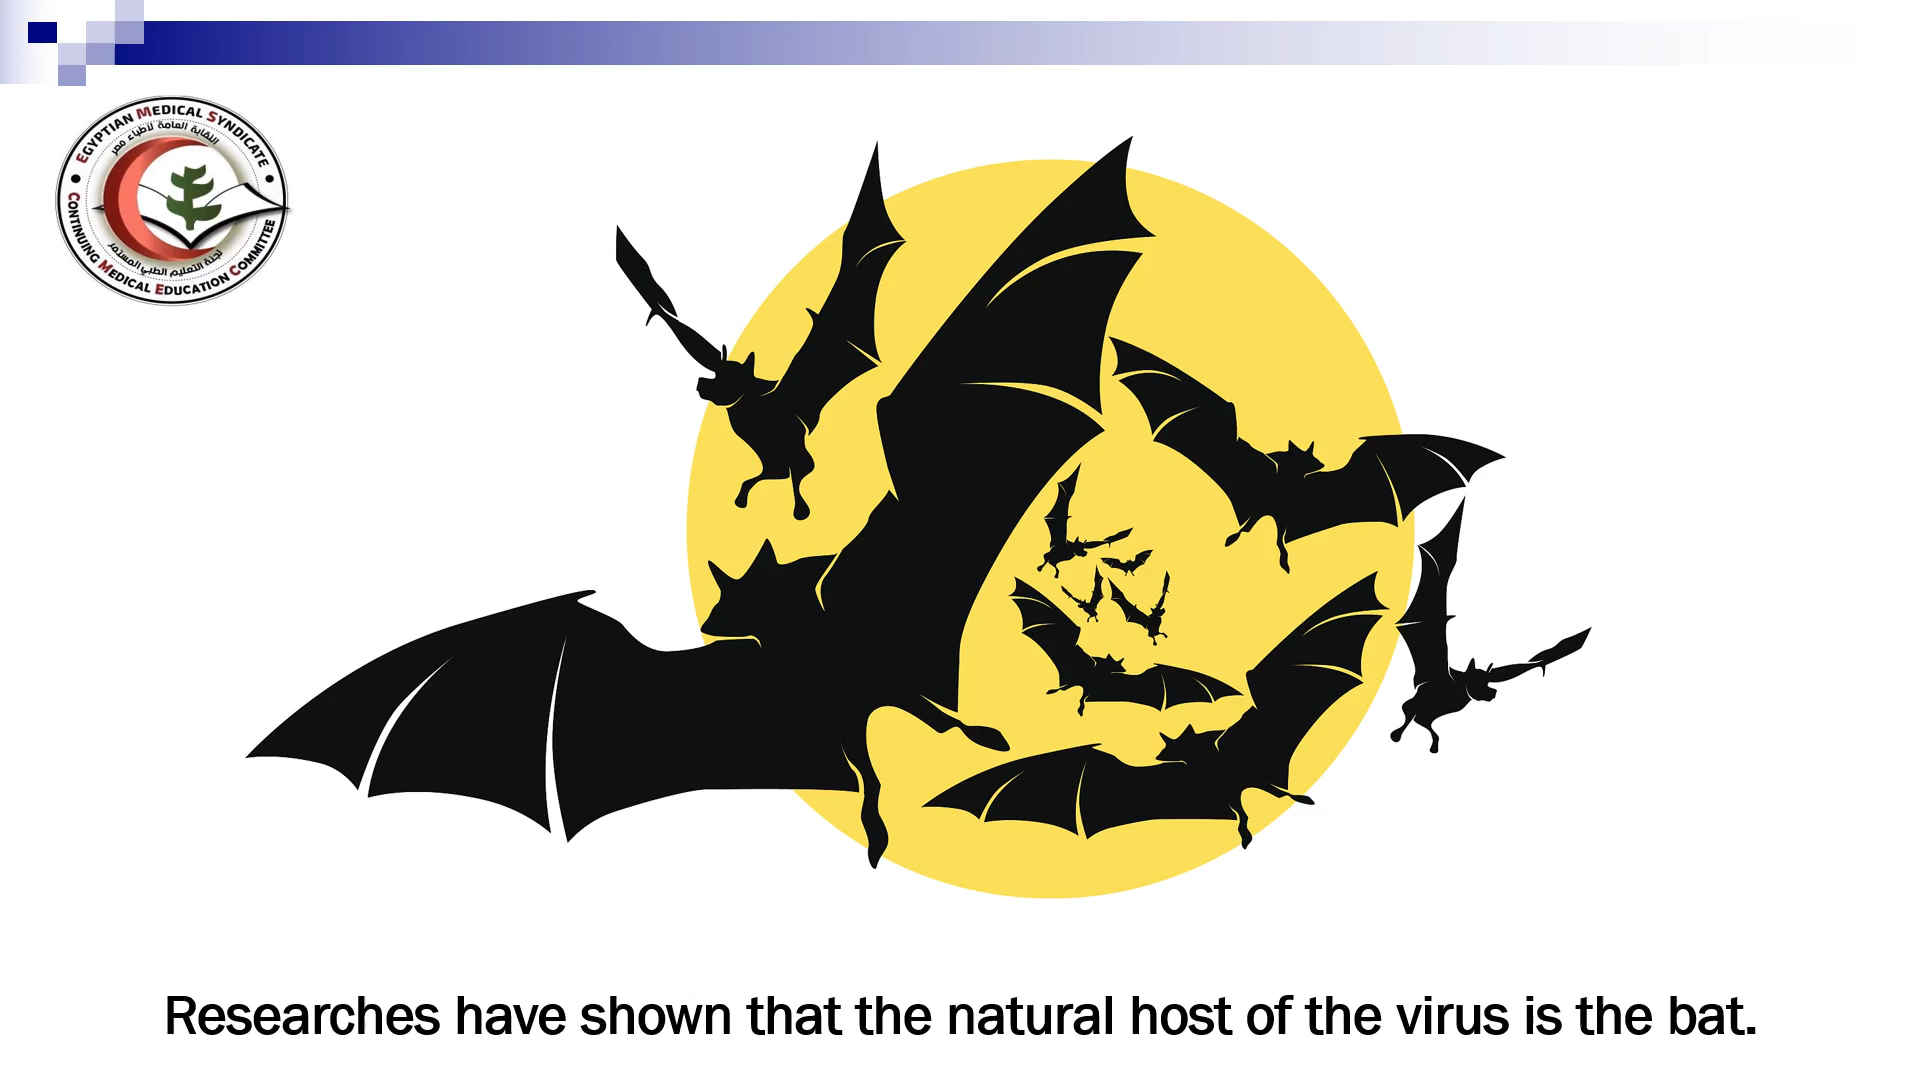 EGYPTIAN MEDICAL SYNDICATE
النقابة العامة لأطباء مصر
لجنة التعليم الطبي المستمر
CONTINUING MEDICAL EDUCATION COMMITTEE
Researches have shown that the natural host of the virus is the bat.